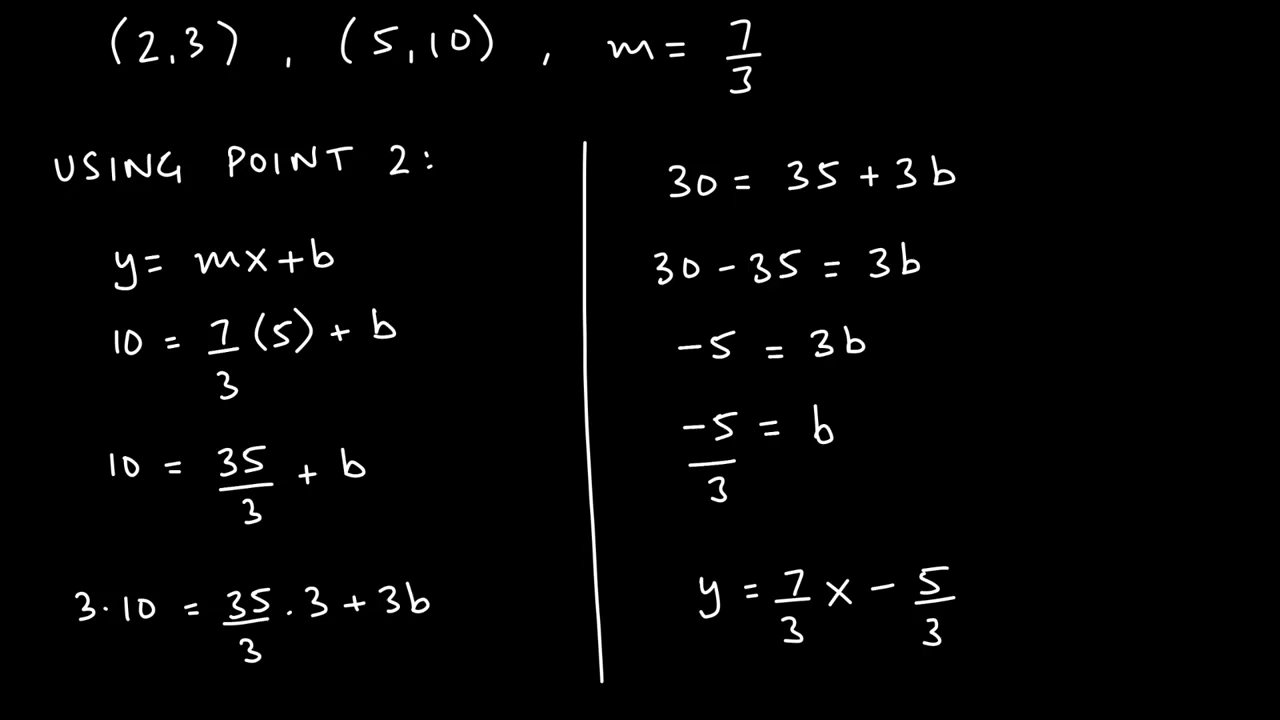 (2,3) , (5,10) , m = 7/3
USING POINT 2:
y = mx + b
10 = 7/3 (5) + b
10 = 35/3 + b
3·10 = 35/3 · 3 + 3b
30 = 35 + 3b
30 - 35 = 3b
-5 = 3b
-5/3 = b
y = 7/3 x - 5/3